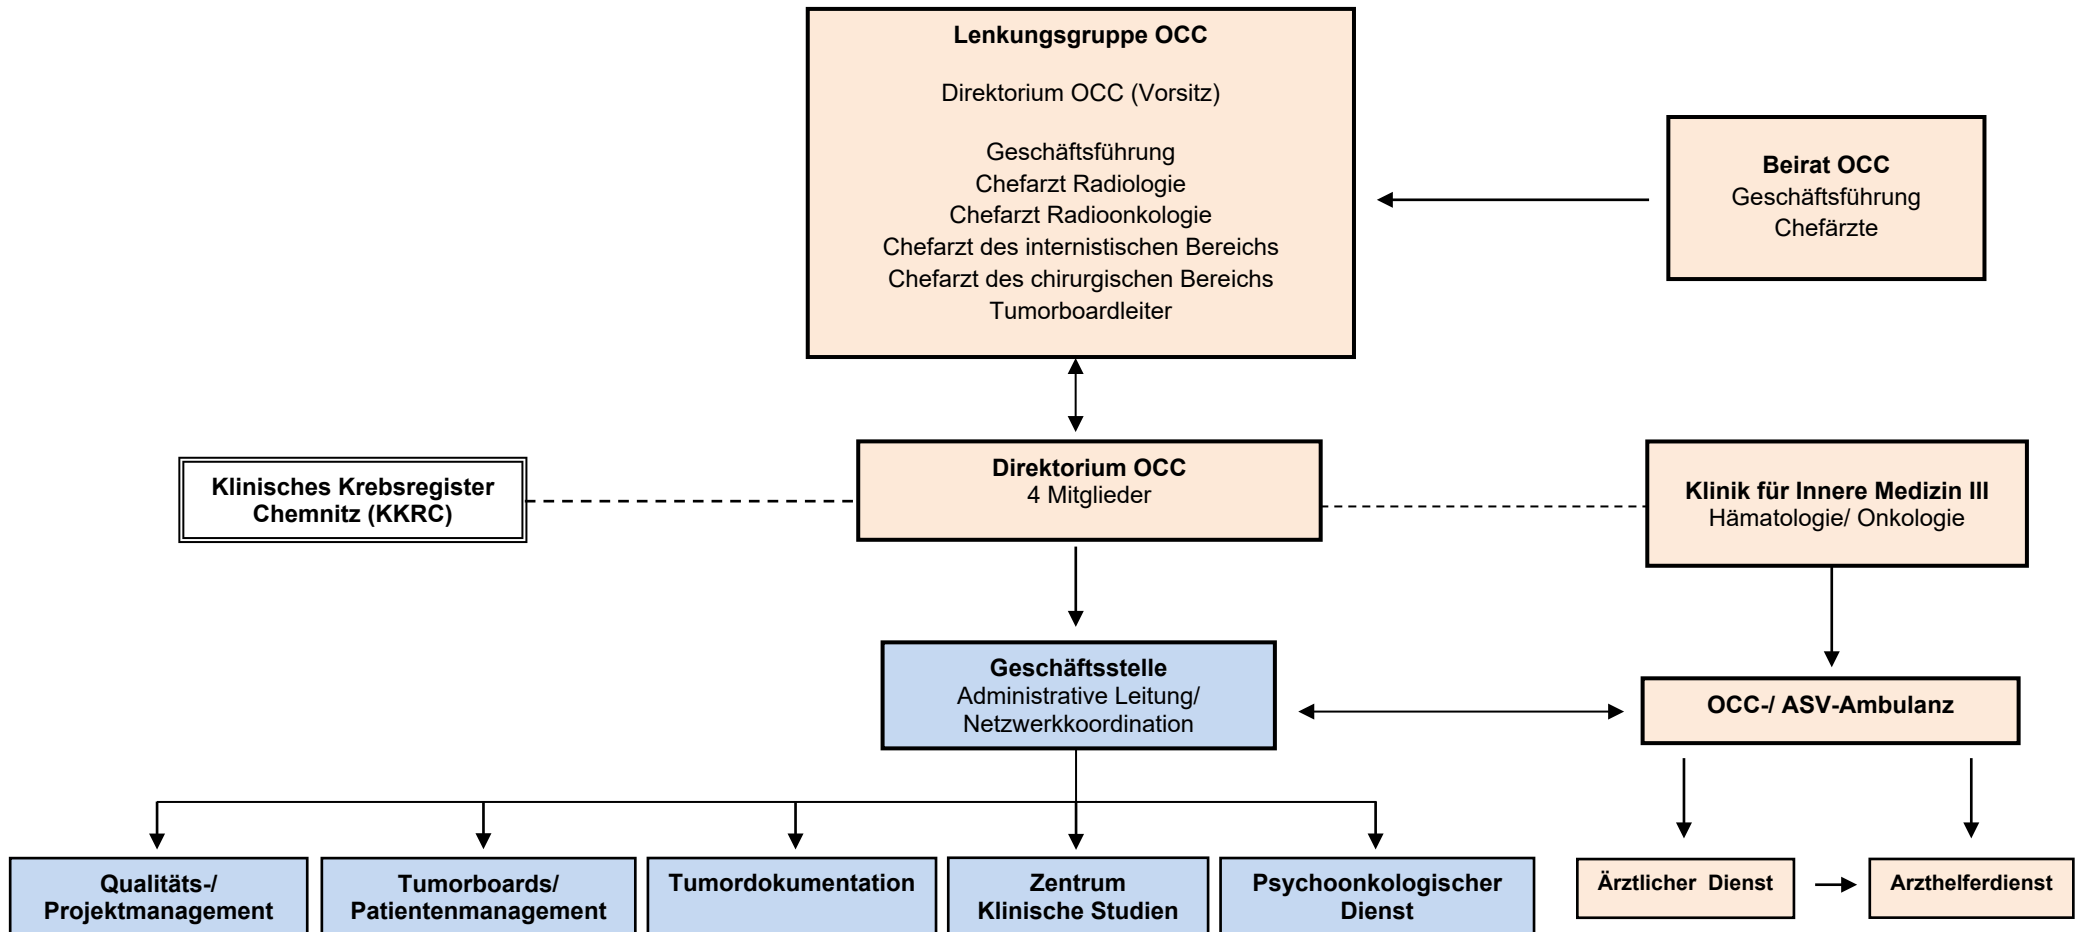 Lenkungsgruppe OCC
Direktorium OCC (Vorsitz)
Geschäftsführung
Chefarzt Radiologie
Chefarzt Radioonkologie
Chefarzt des internistischen Bereichs
Chefarzt des chirurgischen Bereichs
Tumorboardleiter
Beirat OCC
Geschäftsführung
Chefärzte
Klinisches Krebsregister
Chemnitz (KKRC)
Direktorium OCC
4 Mitglieder
Klinik für Innere Medizin III
Hämatologie/ Onkologie
Geschäftsstelle
Administrative Leitung/
Netzwerkkoordination
OCC-/ ASV-Ambulanz
Qualitäts-/
Projektmanagement
Tumorboards/
Patientenmanagement
Tumordokumentation
Zentrum
Klinische Studien
Psychoonkologischer
Dienst
Ärztlicher Dienst
Arzthelferdienst